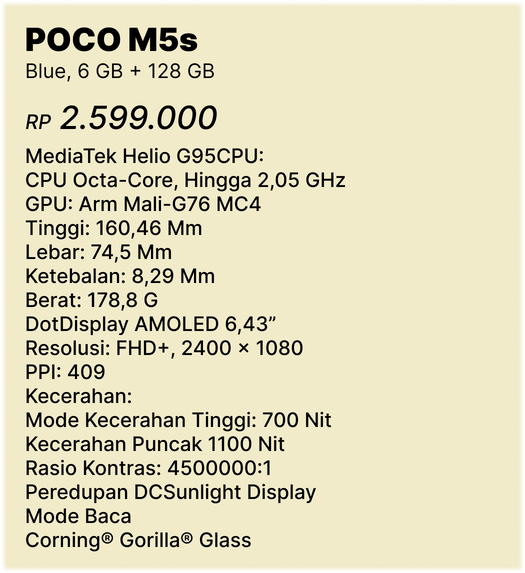 POCO M5s
Blue, 6 GB + 128 GB
RP 2.599.000
MediaTek Helio G95CPU:
CPU Octa-Core, Hingga 2,05 GHz
GPU: Arm Mali-G76 MC4
Tinggi: 160,46 Mm
Lebar: 74,5 Mm
Ketebalan: 8,29 Mm
Berat: 178,8 G
DotDisplay AMOLED 6,43”
Resolusi: FHD+, 2400 × 1080
PPI: 409
Kecerahan:
Mode Kecerahan Tinggi: 700 Nit
Kecerahan Puncak 1100 Nit
Rasio Kontras: 4500000:1
Peredupan DCSunlight Display
Mode Baca
Corning® Gorilla® Glass